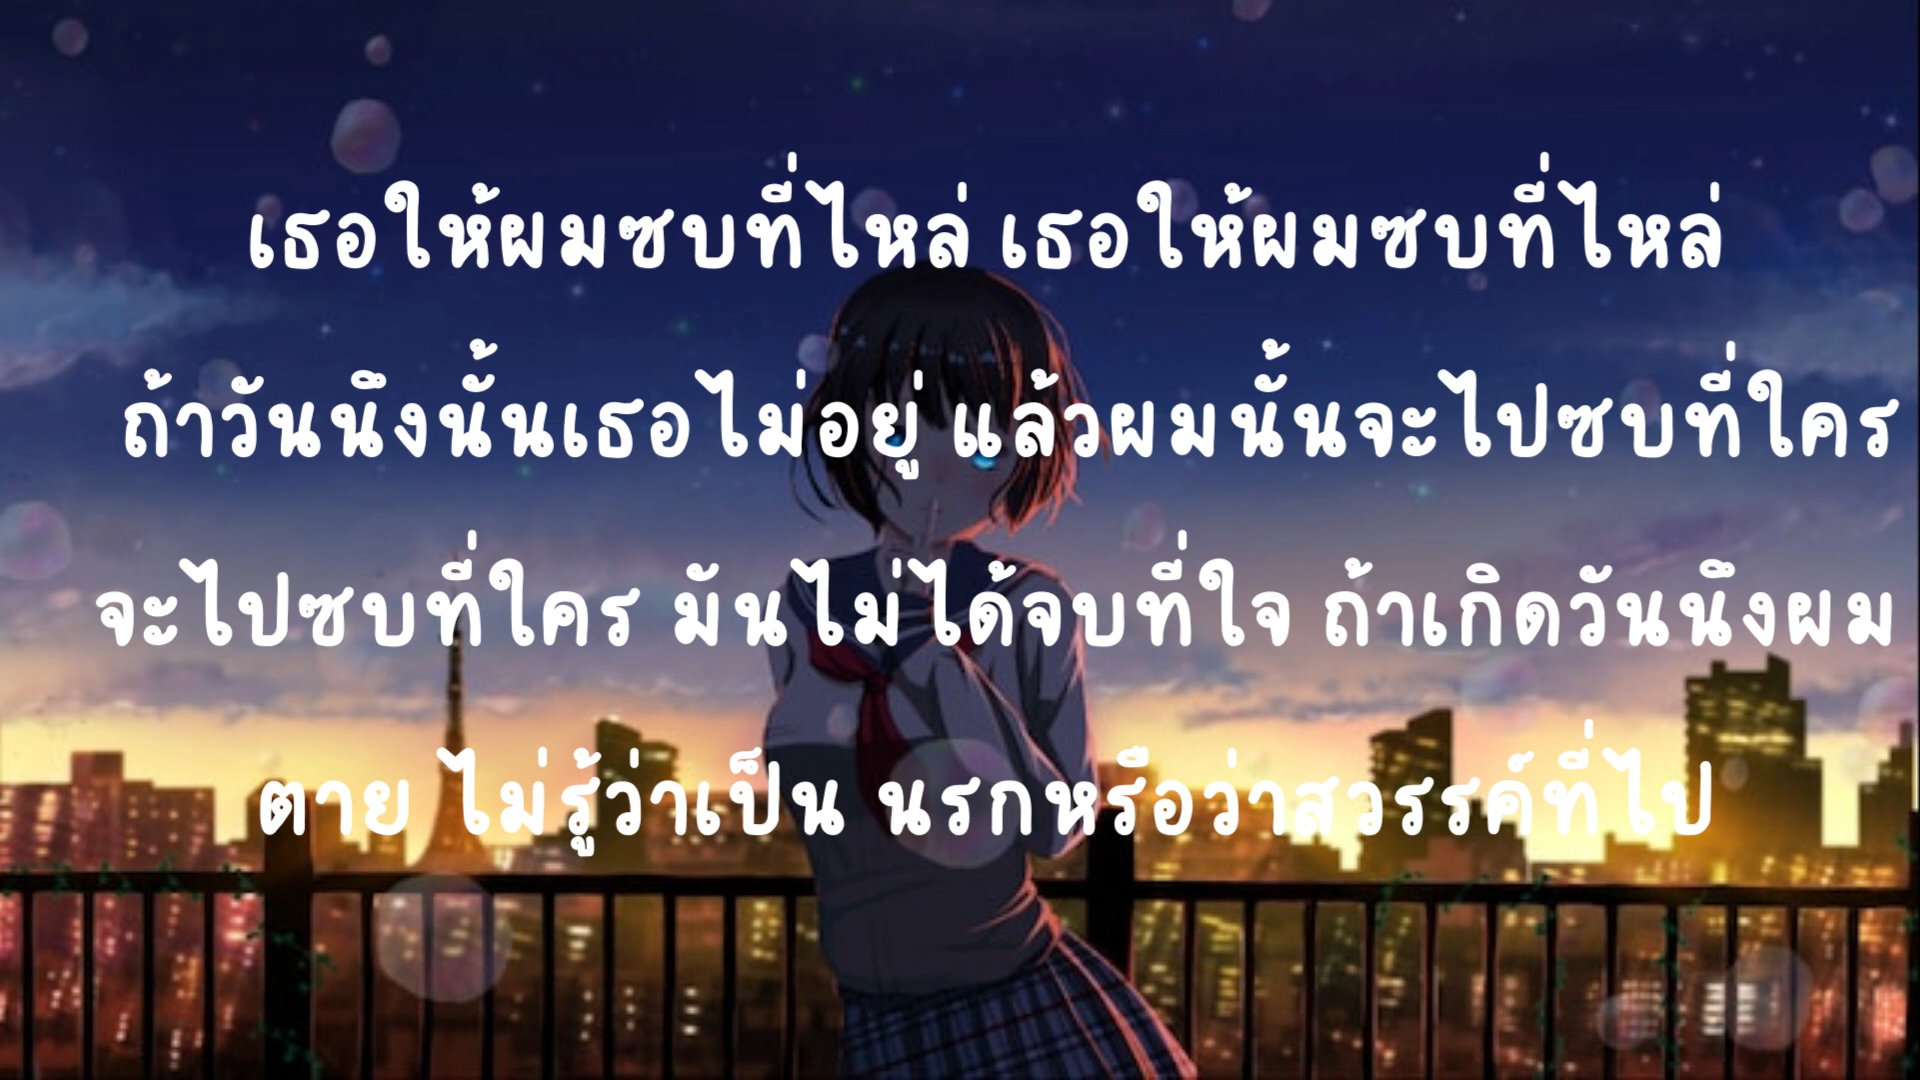 เธอให้ผมซบที่ไหล่ เธอให้ผมซบที่ไหล่
ถ้าวันนึงนั้นเธอไม่อยู่ แล้วผมนั้นจะไปซบที่ใคร
จะไปซบที่ใคร มันไม่ได้จบที่ใจ ถ้าเกิดวันนึงผม
ตาย ไม่รู้ว่าเป็น นรกหรือว่าสวรรค์ที่ไป